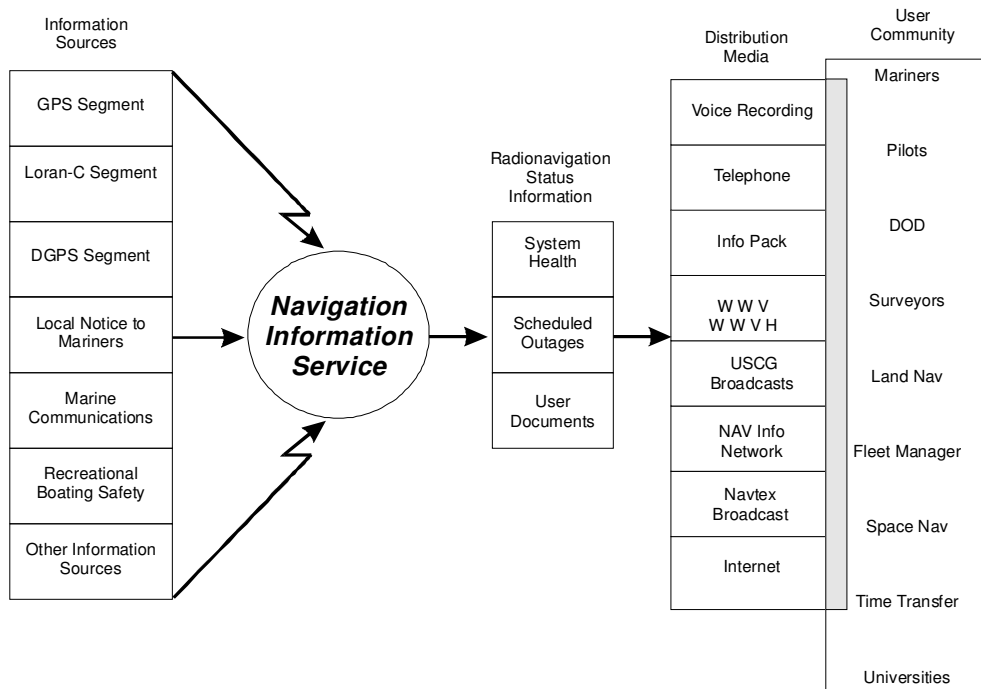 Information
Sources
GPS Segment
Loran-C Segment
DGPS Segment
Local Notice to
Mariners
Marine
Communications
Recreational
Boating Safety
Other Information
Sources
Navigation
Information
Service
Radionavigation
Status
Information
System
Health
Scheduled
Outages
User
Documents
Distribution
Media
Voice Recording
Telephone
Info Pack
W W V
W W V H
USCG
Broadcasts
NAV Info
Network
Navtex
Broadcast
Internet
User
Community
Mariners
Pilots
DOD
Surveyors
Land Nav
Fleet Manager
Space Nav
Time Transfer
Universities